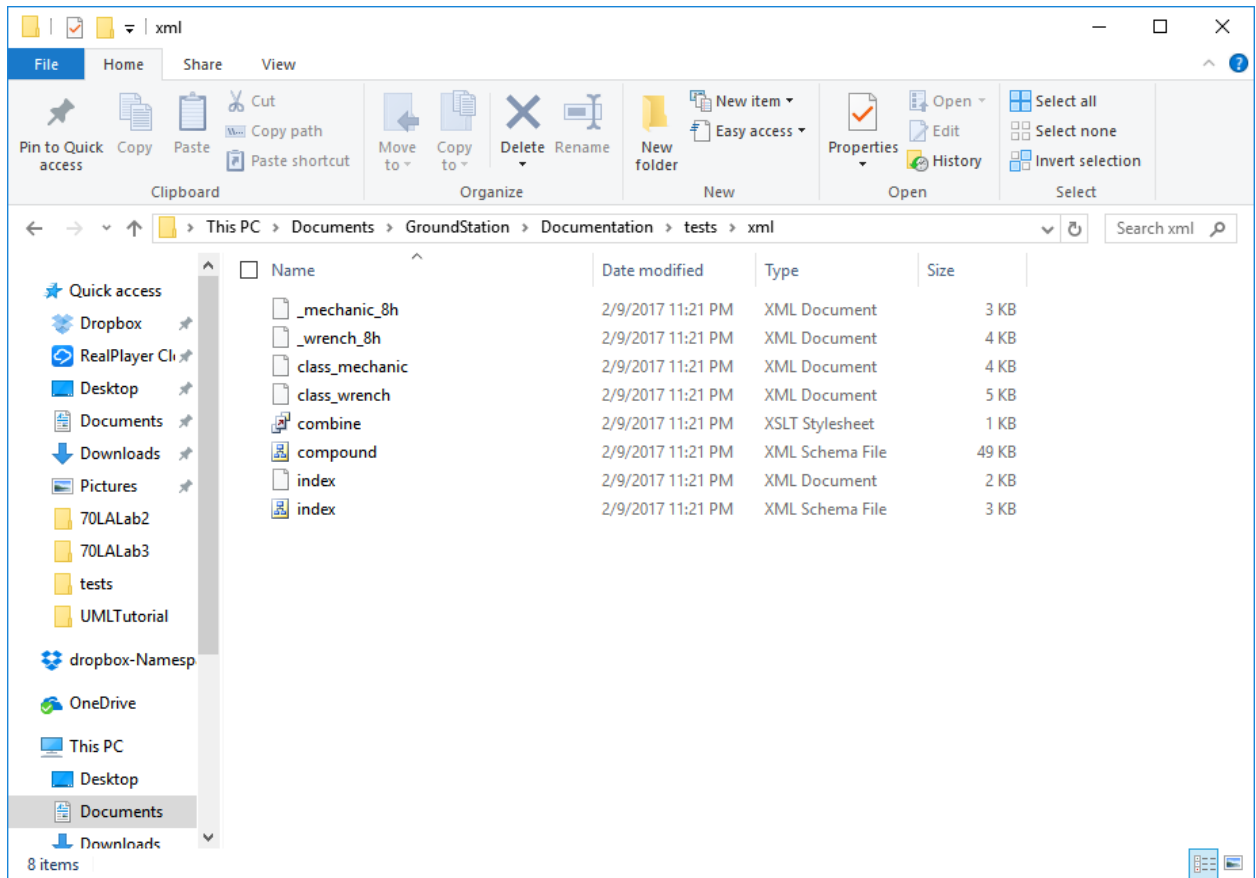 xml
File Home Share View
Pin to Quick access
Copy
Paste
Cut
Copy path
Paste shortcut
Clipboard
Move to
Copy to
Delete
Rename
Organize
New folder
New item
Easy access
New
Properties
Open
Edit
History
Open
Select all
Select none
Invert selection
Select
This PC > Documents > GroundStation > Documentation > tests > xml
Search xml
Name Date modified Type Size
_mechanic_8h 2/9/2017 11:21 PM XML Document 3 KB
_wrench_8h 2/9/2017 11:21 PM XML Document 4 KB
class_mechanic 2/9/2017 11:21 PM XML Document 4 KB
class_wrench 2/9/2017 11:21 PM XML Document 5 KB
combine 2/9/2017 11:21 PM XSLT Stylesheet 1 KB
compound 2/9/2017 11:21 PM XML Schema File 49 KB
index 2/9/2017 11:21 PM XML Document 2 KB
index 2/9/2017 11:21 PM XML Schema File 3 KB
Quick access
Dropbox
RealPlayer Cl
Desktop
Documents
Downloads
Pictures
70LALab2
70LALab3
tests
UMLTutorial
dropbox-Namesp
OneDrive
This PC
Desktop
Documents
Downloads
8 items